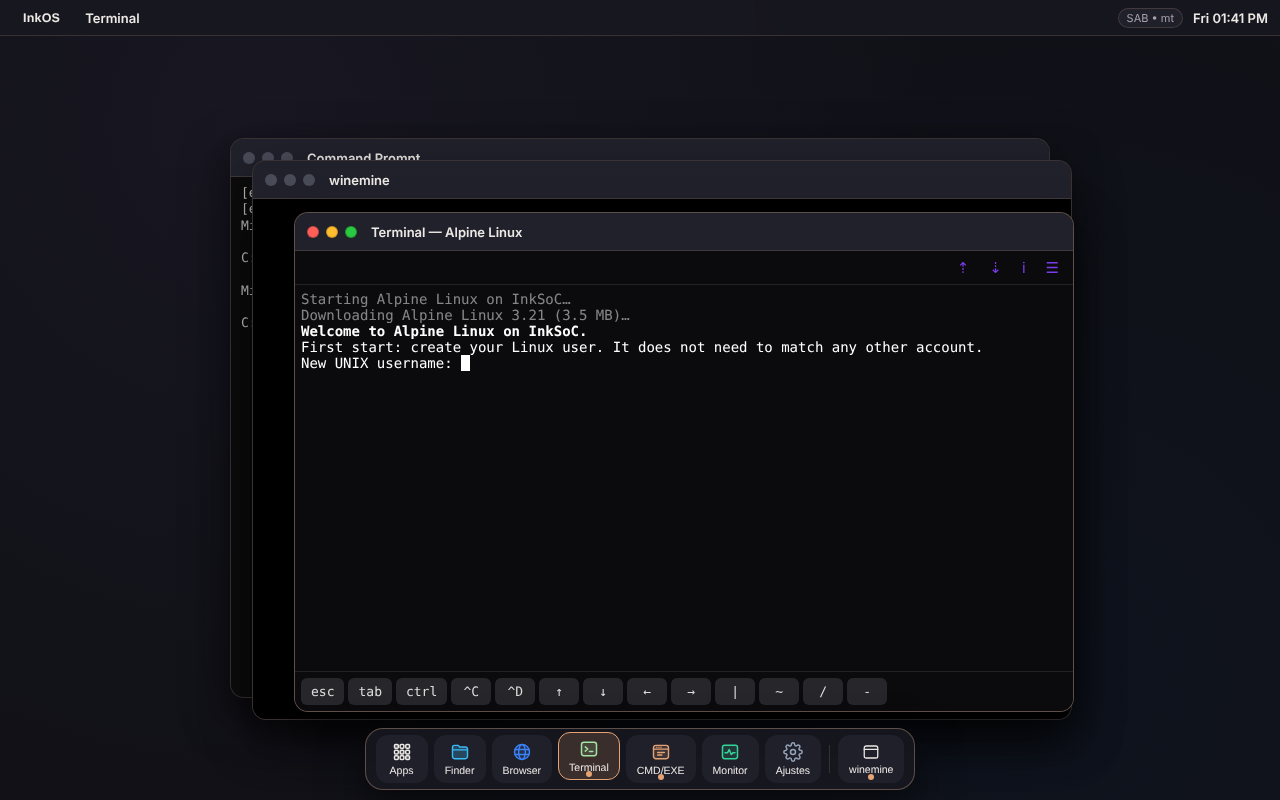 InkOS Terminal SAB • mt Fri 01:41 PM
Command Prompt
winemine
Terminal — Alpine Linux
⇡ ⇣ i ☰
Starting Alpine Linux on InkSoC…
Downloading Alpine Linux 3.21 (3.5 MB)…
Welcome to Alpine Linux on InkSoC.
First start: create your Linux user. It does not need to match any other account.
New UNIX username:
esc tab ctrl ^C ^D ↑ ↓ ← → | ~ / -
Apps Finder Browser Terminal CMD/EXE Monitor Ajustes winemine